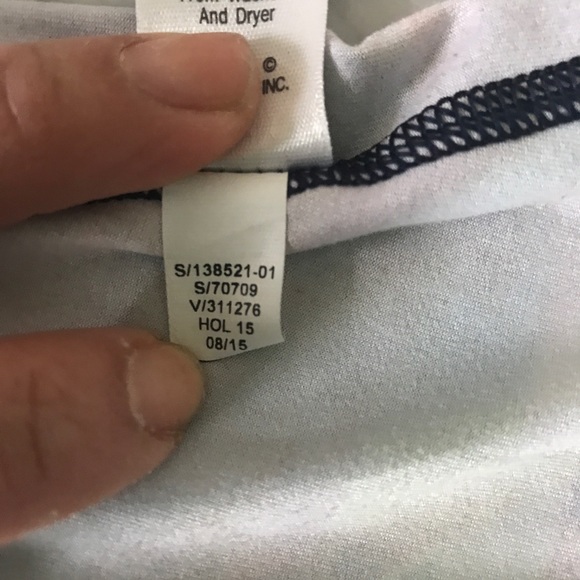 And Dryer
©
INC.
S/138521-01
S/70709
V/311276
HOL 15
08/15